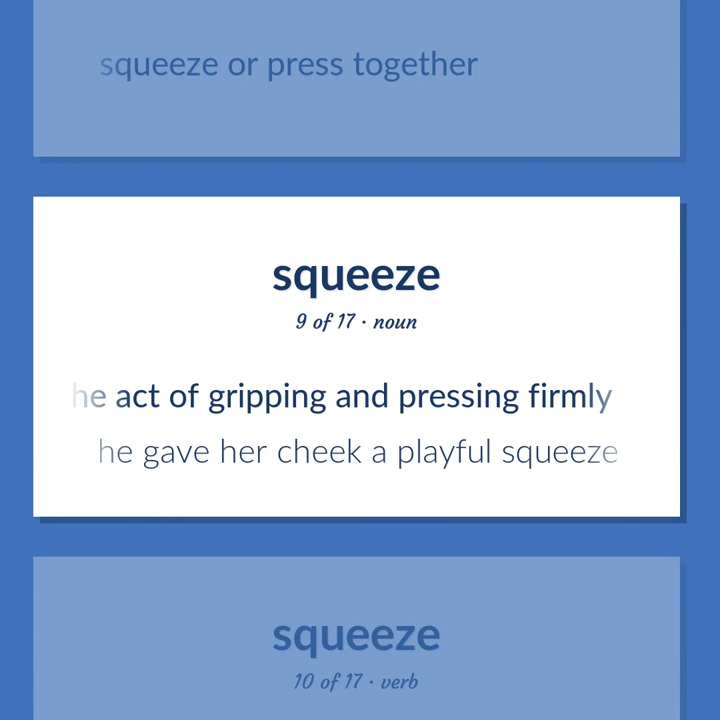 squeeze or press together
squeeze
9 of 17 · noun
he act of gripping and pressing firmly
he gave her cheek a playful squeeze
squeeze
10 of 17 · verb